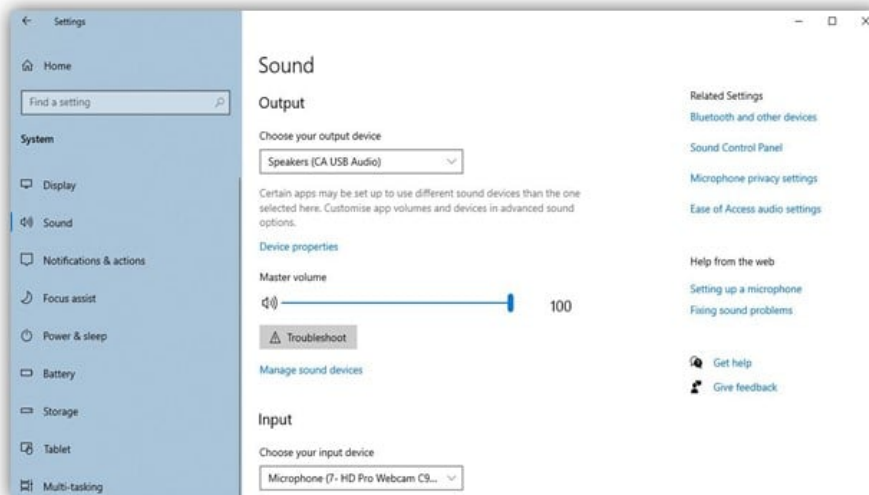 Settings
Home
Find a setting
System
Display
Sound
Notifications & actions
Focus assist
Power & sleep
Battery
Storage
Tablet
Multi-tasking
Sound
Output
Choose your output device
Speakers (CA USB Audio)
Certain apps may be set up to use different sound devices than the one
selected here. Customise app volumes and devices in advanced sound
options.
Device properties
Master volume
100
Troubleshoot
Manage sound devices
Input
Choose your input device
Microphone (7- HD Pro Webcam C9...
Related Settings
Bluetooth and other devices
Sound Control Panel
Microphone privacy settings
Ease of Access audio settings
Help from the web
Setting up a microphone
Fixing sound problems
Get help
Give feedback